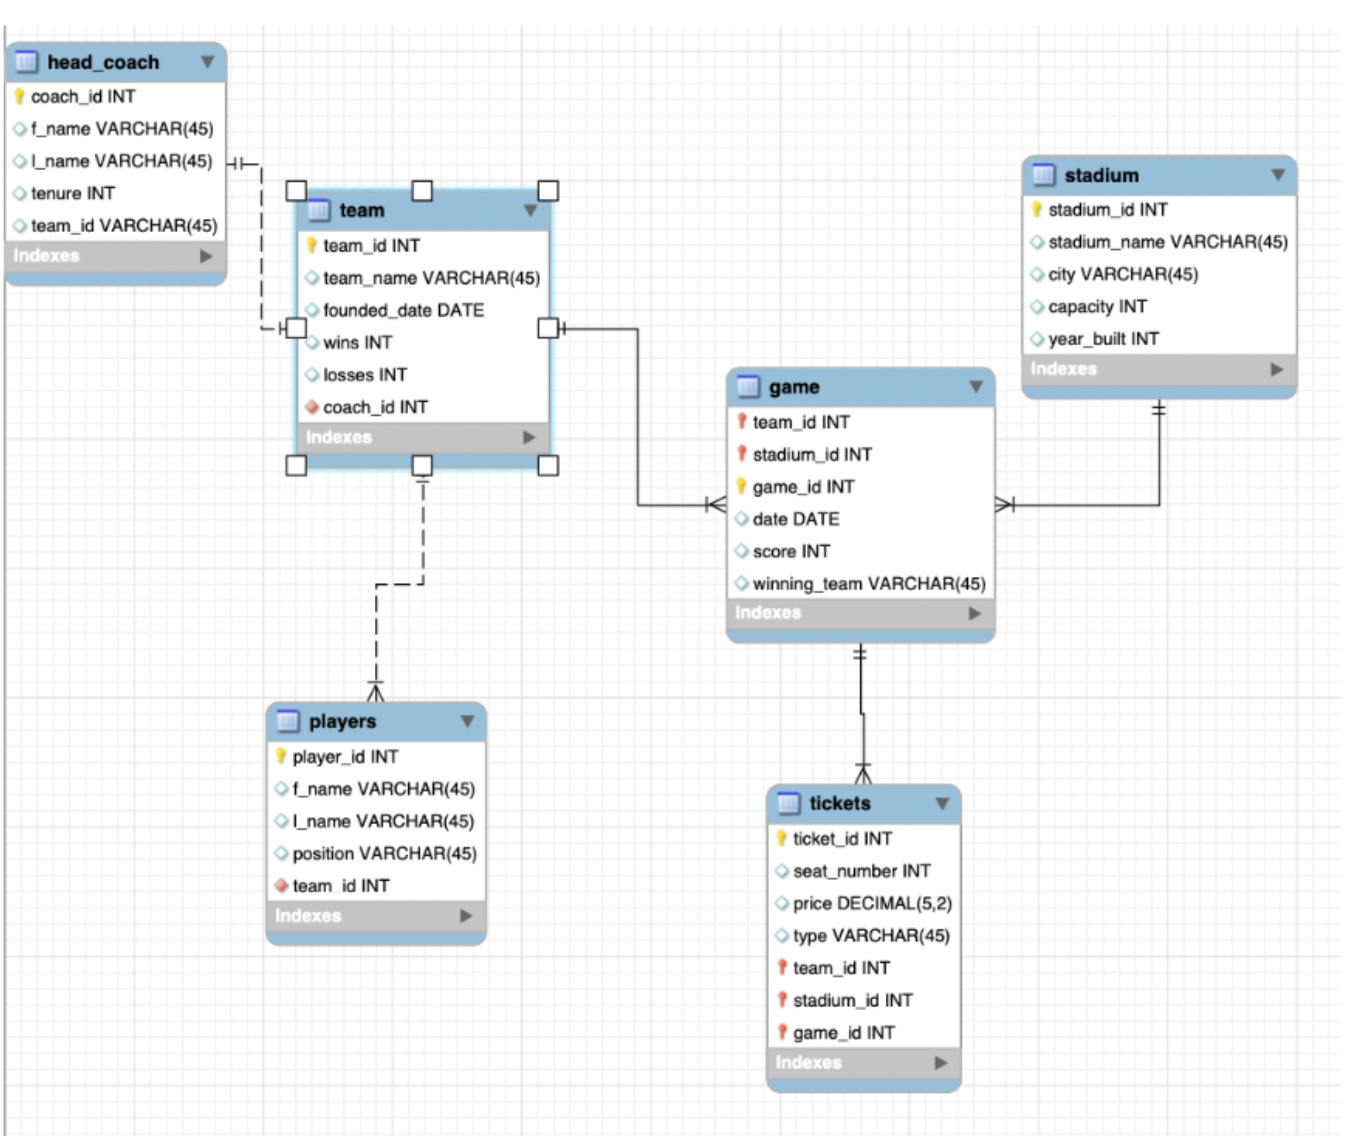 head_coach
coach_id INT
f_name VARCHAR(45)
l_name VARCHAR(45)
tenure INT
team_id VARCHAR(45)
Indexes
team
team_id INT
team_name VARCHAR(45)
founded_date DATE
wins INT
losses INT
coach_id INT
Indexes
stadium
stadium_id INT
stadium_name VARCHAR(45)
city VARCHAR(45)
capacity INT
year_built INT
Indexes
game
team_id INT
stadium_id INT
game_id INT
date DATE
score INT
winning_team VARCHAR(45)
Indexes
players
player_id INT
f_name VARCHAR(45)
l_name VARCHAR(45)
position VARCHAR(45)
team_id INT
Indexes
tickets
ticket_id INT
seat_number INT
price DECIMAL(5,2)
type VARCHAR(45)
team_id INT
stadium_id INT
game_id INT
Indexes